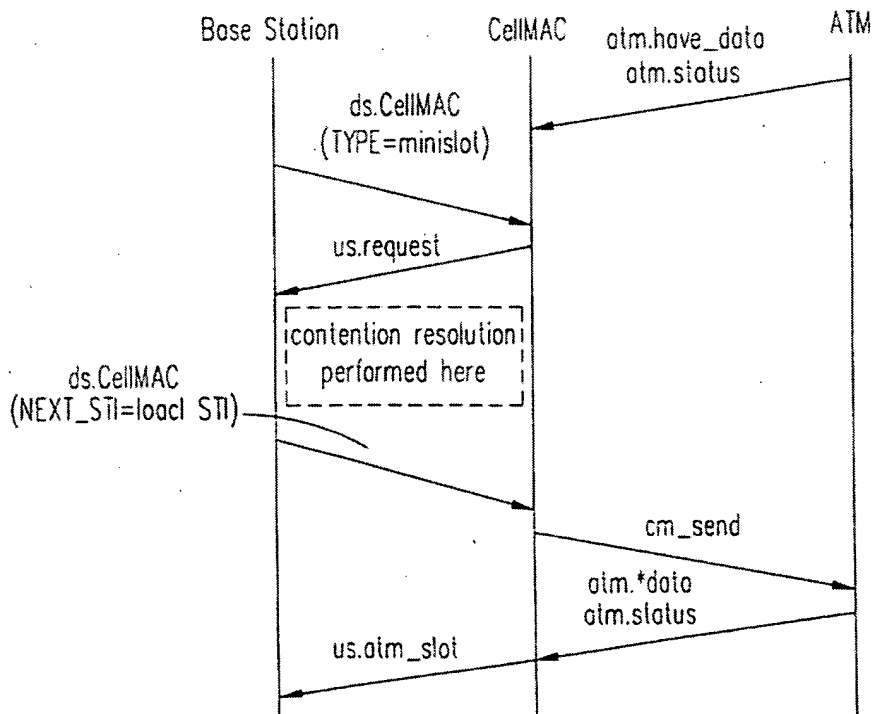 Base Station
CellMAC
ATM
atm.have_data
atm.status
ds.CellMAC
(TYPE=minislot)
us.request
contention resolution
performed here
ds.CellMAC
(NEXT_STI=loacl STI)
cm_send
atm.*data
atm.status
us.atm_slot